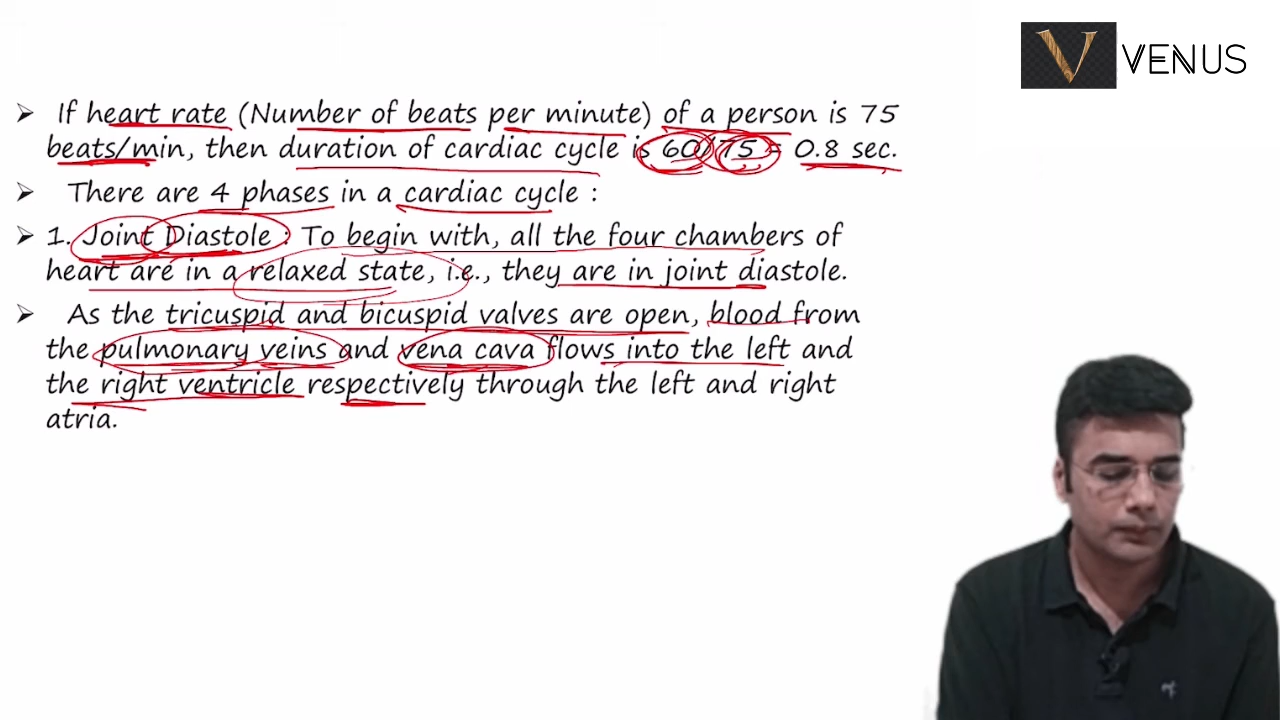 V VENUS
➢ If heart rate (Number of beats per minute) of a person is 75
beats/min, then duration of cardiac cycle is 60/75 = 0.8 sec.
➢ There are 4 phases in a cardiac cycle :
➢ 1. Joint Diastole : To begin with, all the four chambers of
heart are in a relaxed state, i.e., they are in joint diastole.
➢ As the tricuspid and bicuspid valves are open, blood from
the pulmonary veins and vena cava flows into the left and
the right ventricle respectively through the left and right
atria.